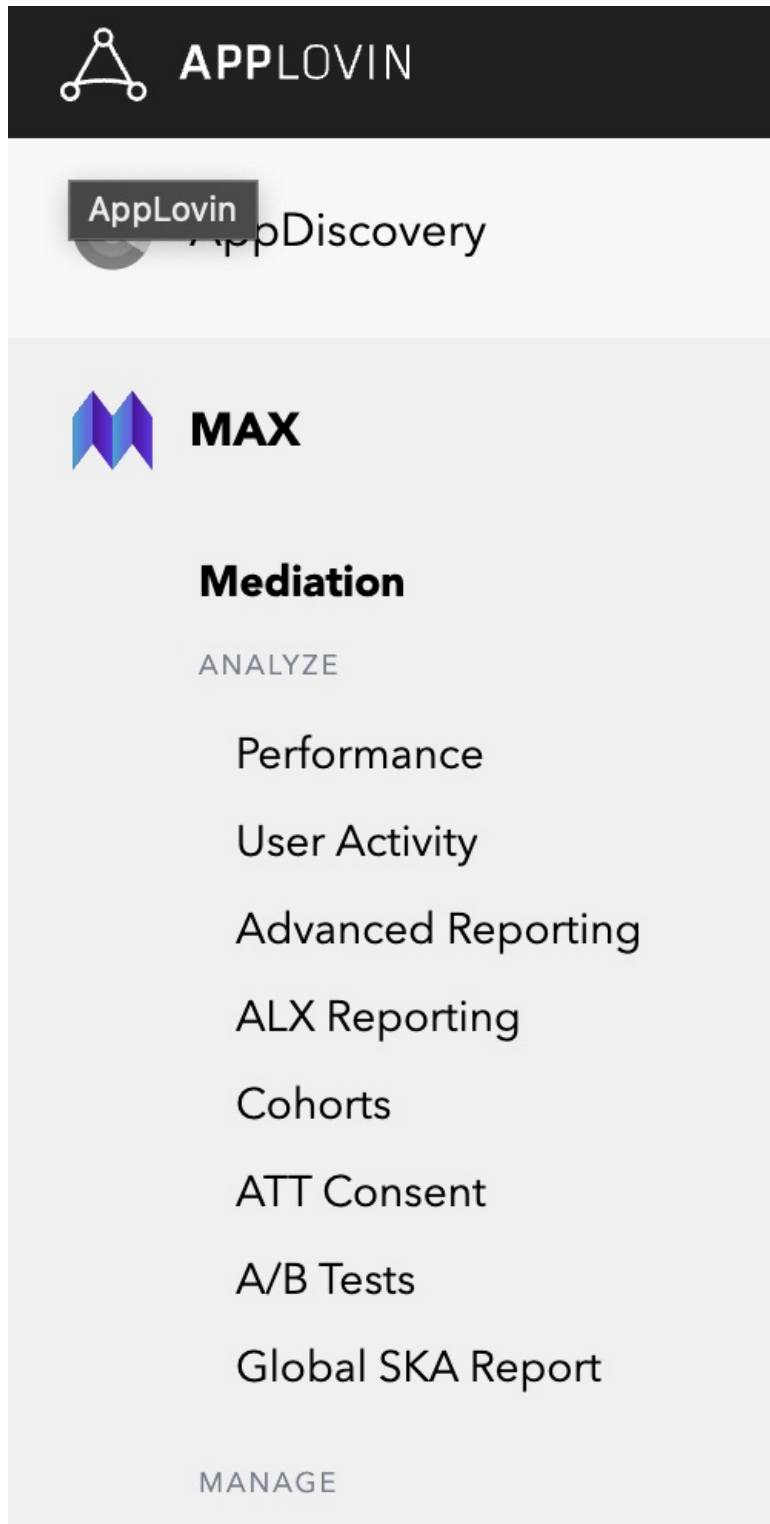 APPLOVIN
AppLovin
AppDiscovery
MAX
Mediation
ANALYZE
Performance
User Activity
Advanced Reporting
ALX Reporting
Cohorts
ATT Consent
A/B Tests
Global SKA Report
MANAGE